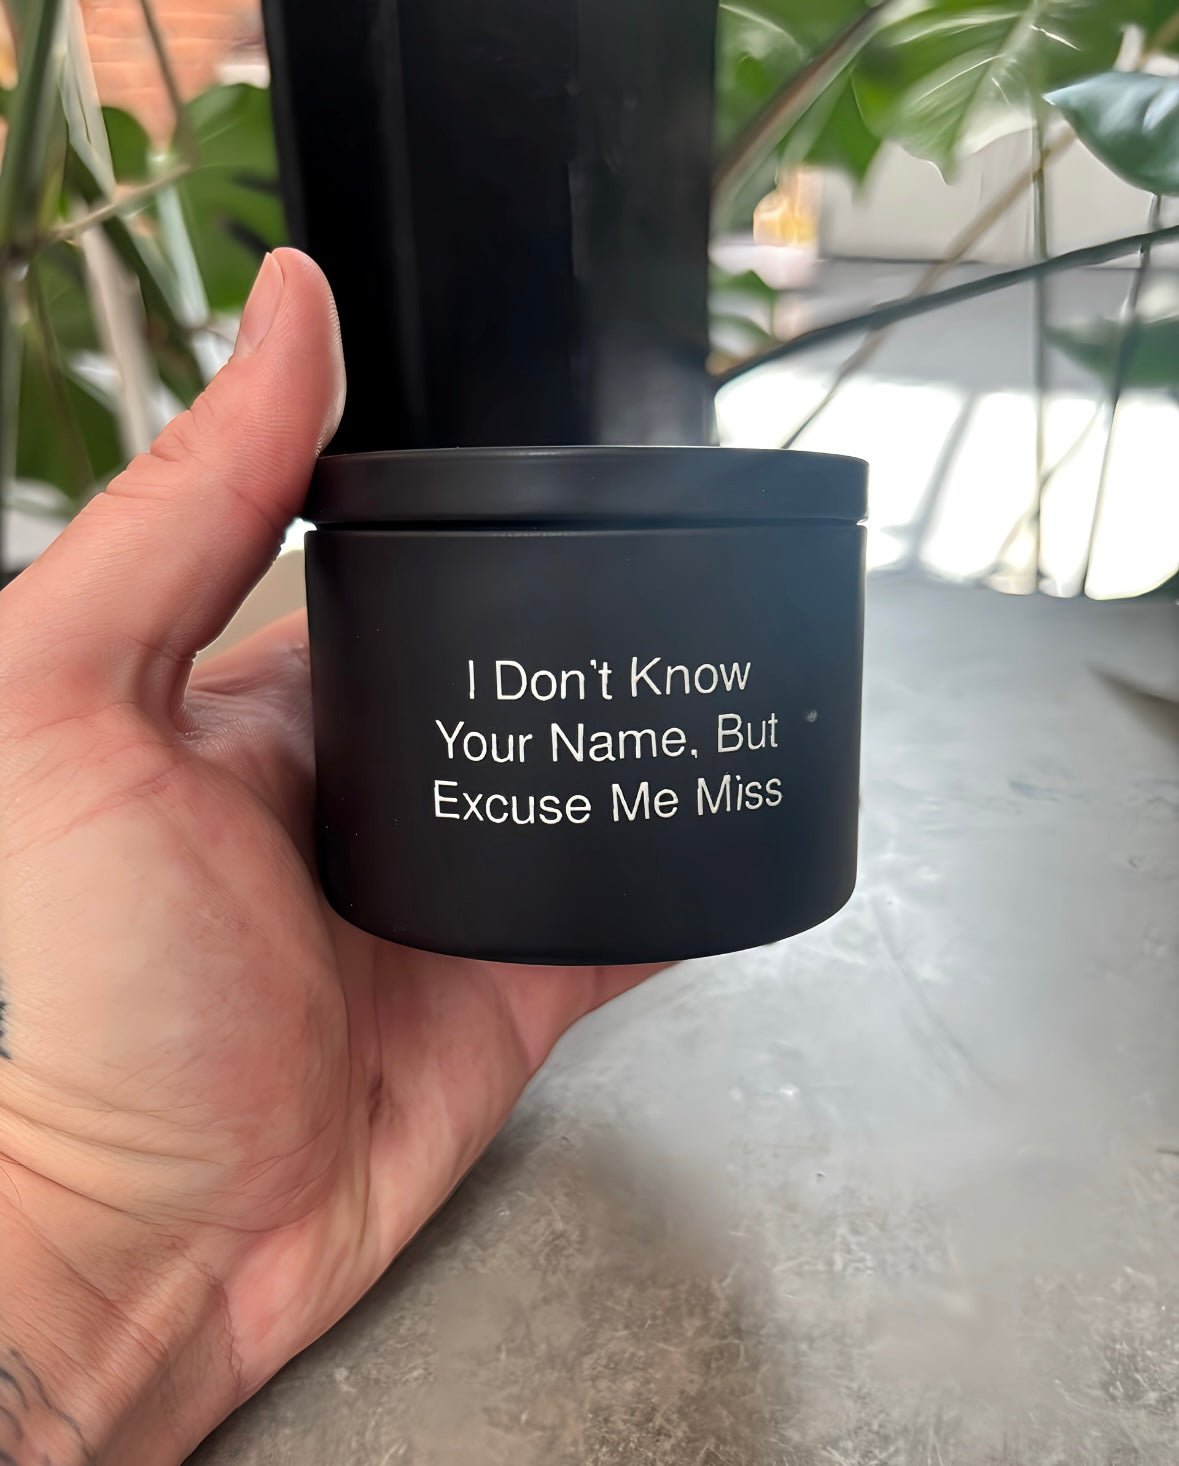 I Don't Know
Your Name, But
Excuse Me Miss